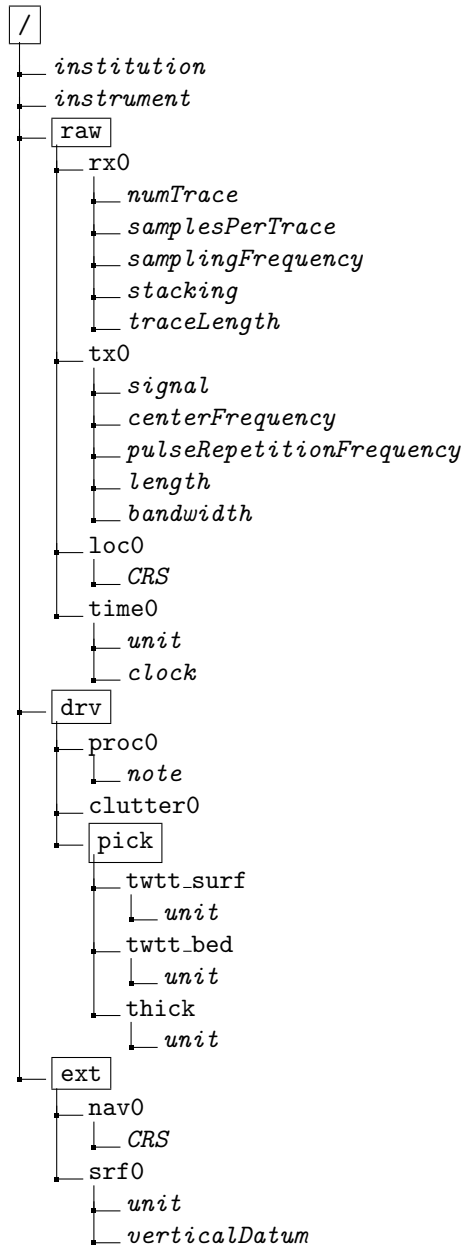 /
institution
instrument
raw
rx0
numTrace
samplesPerTrace
samplingFrequency
stacking
traceLength
tx0
signal
centerFrequency
pulseRepetitionFrequency
length
bandwidth
loc0
CRS
time0
unit
clock
drv
proc0
note
clutter0
pick
twtt_surf
unit
twtt_bed
unit
thick
unit
ext
nav0
CRS
srf0
unit
verticalDatum